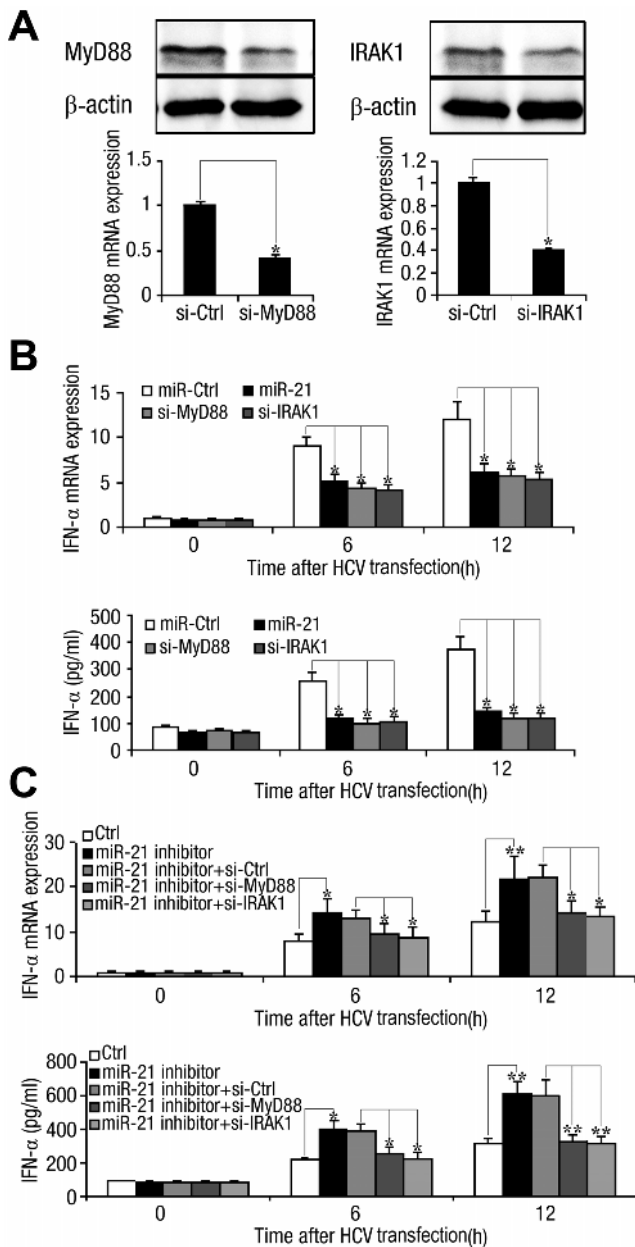 A
MyD88
β-actin
IRAK1
β-actin
MyD88 mRNA expression
1.5
1
0.5
0
*
si-Ctrl si-MyD88
IRAK1 mRNA expression
1.2
1
0.8
0.6
0.4
0.2
0
*
si-Ctrl si-IRAK1
B
IFN-α mRNA expression
15
10
5
0
miR-Ctrl miR-21
si-MyD88 si-IRAK1
* * *
* * *
0 6 12
Time after HCV transfection(h)
IFN-α (pg/ml)
500
400
300
200
100
0
miR-Ctrl miR-21
si-MyD88 si-IRAK1
* * *
* * *
0 6 12
Time after HCV transfection(h)
C
IFN-α mRNA expression
30
20
10
0
Ctrl
miR-21 inhibitor
miR-21 inhibitor+si-Ctrl
miR-21 inhibitor+si-MyD88
miR-21 inhibitor+si-IRAK1
* * *
** * *
0 6 12
Time after HCV transfection(h)
IFN-α (pg/ml)
800
600
400
200
0
Ctrl
miR-21 inhibitor
miR-21 inhibitor+si-Ctrl
miR-21 inhibitor+si-MyD88
miR-21 inhibitor+si-IRAK1
* * *
** ** **
0 6 12
Time after HCV transfection(h)